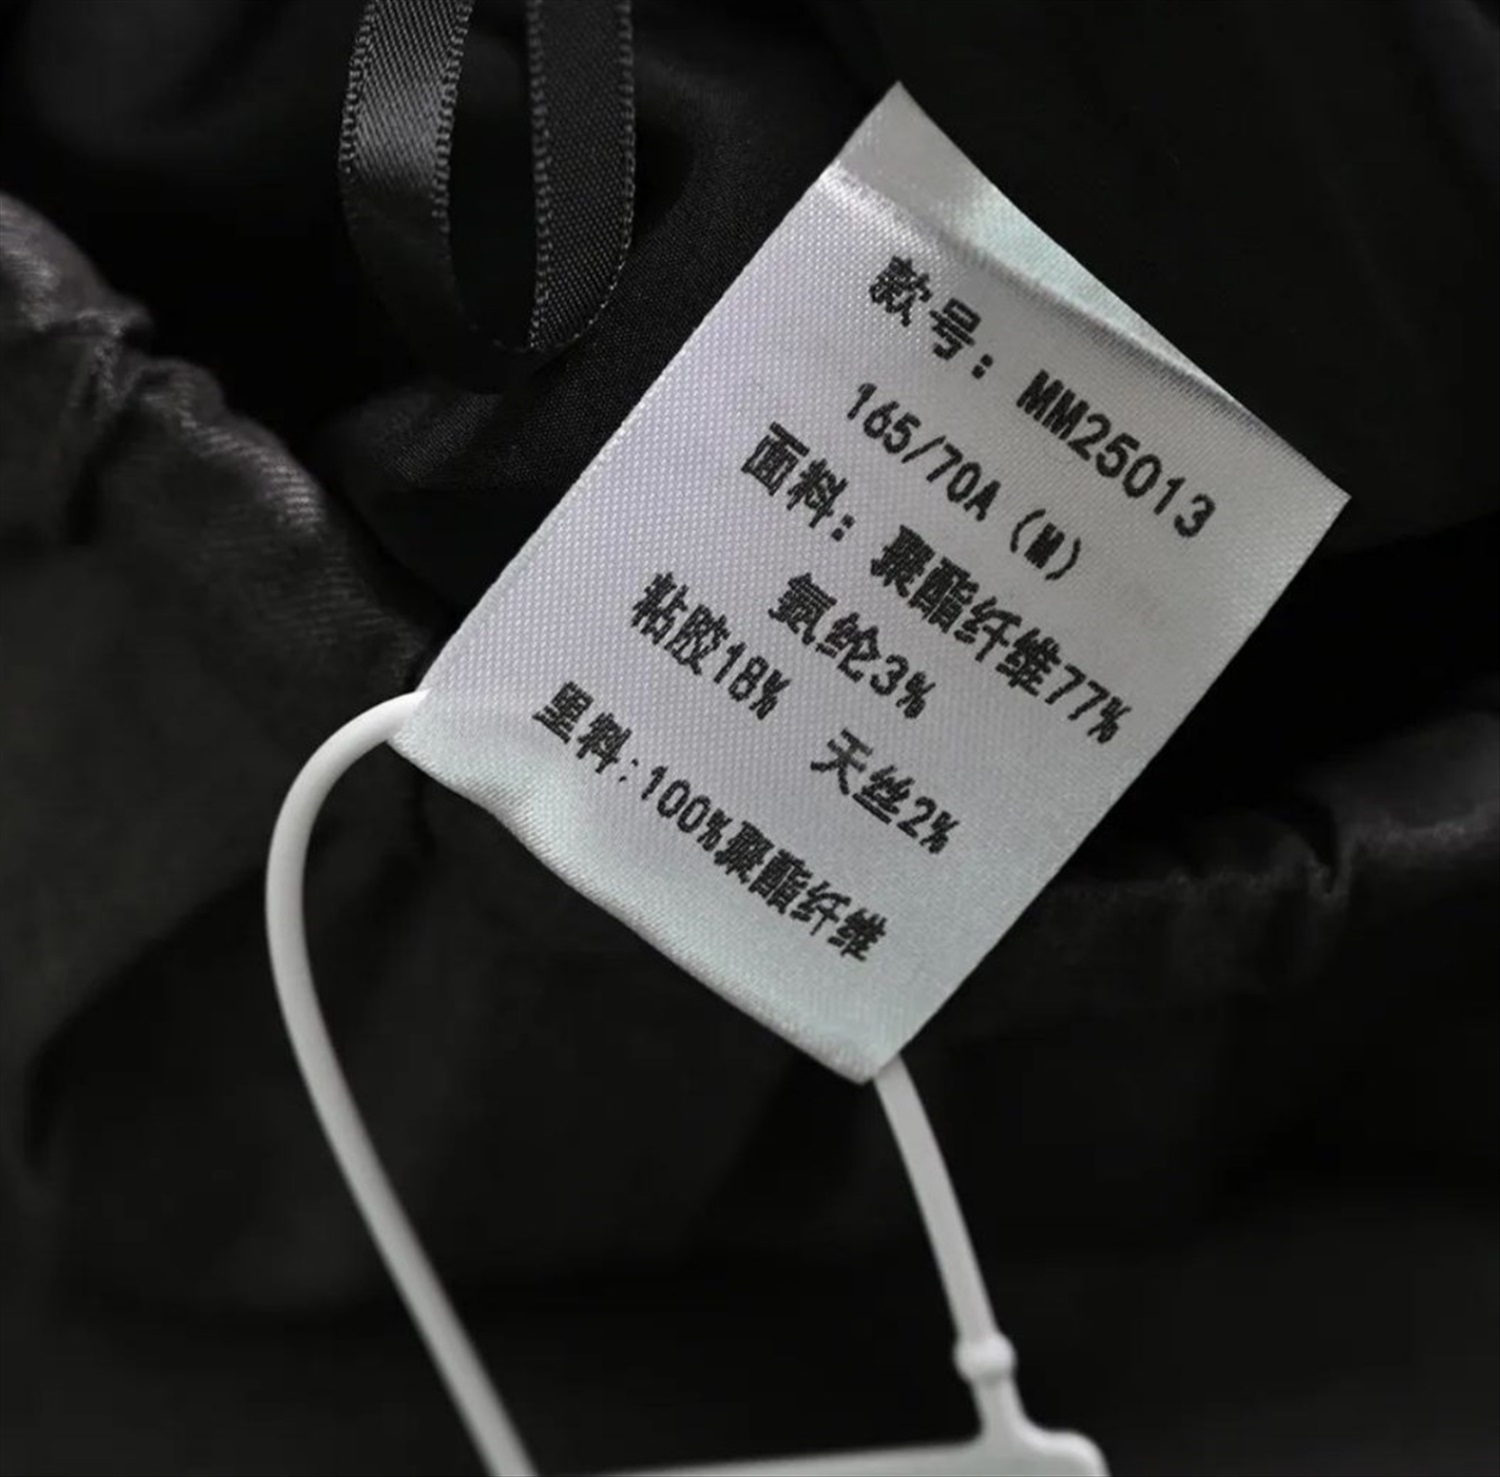 款号：MM25013
165/70A（M）
面料：聚酯纤维77%
氨纶3%
粘胶18% 天丝2%
里料:100%聚酯纤维